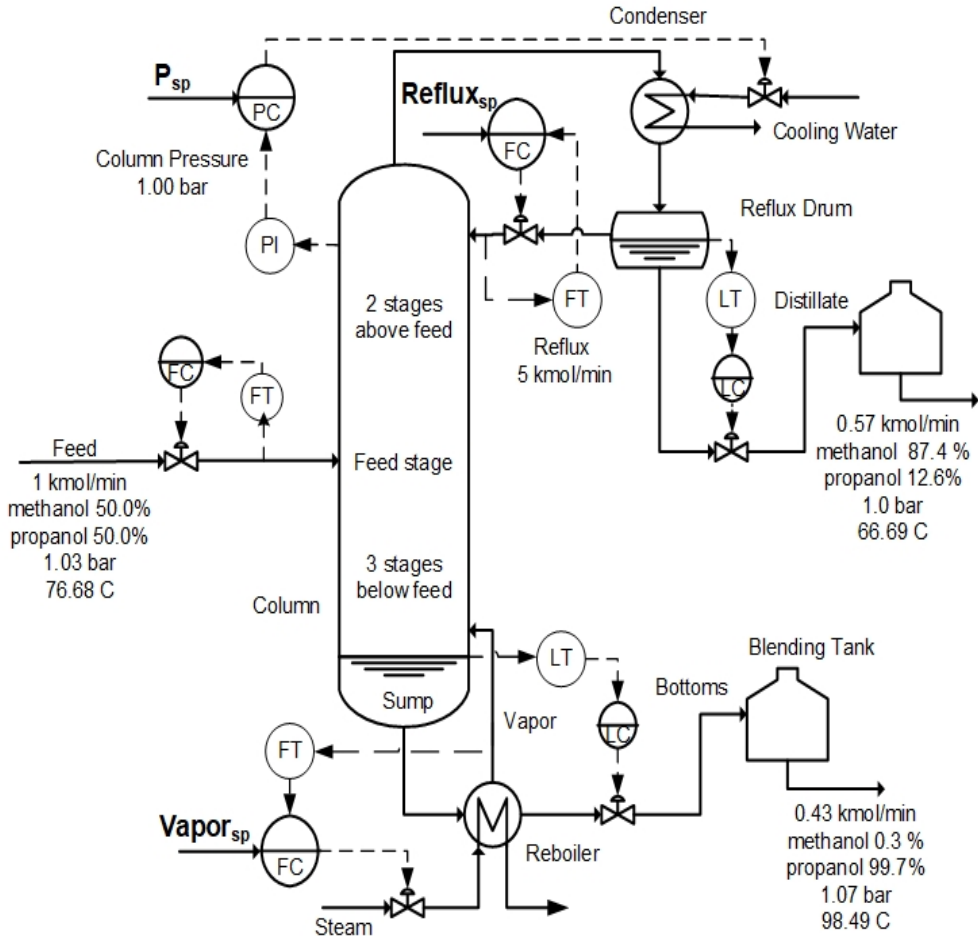 Condenser
P_sp
PC
Reflux_sp
FC
Cooling Water
Column Pressure
1.00 bar
PI
Reflux Drum
2 stages
above feed
FT
Reflux
5 kmol/min
LT
Distillate
LC
FC
FT
0.57 kmol/min
methanol 87.4 %
propanol 12.6%
1.0 bar
66.69 C
Feed
Feed stage
1 kmol/min
methanol 50.0%
propanol 50.0%
1.03 bar
76.68 C
3 stages
below feed
Column
Sump
LT
Vapor
LC
Bottoms
Blending Tank
FT
Vapor_sp
FC
Steam
Reboiler
0.43 kmol/min
methanol 0.3 %
propanol 99.7%
1.07 bar
98.49 C